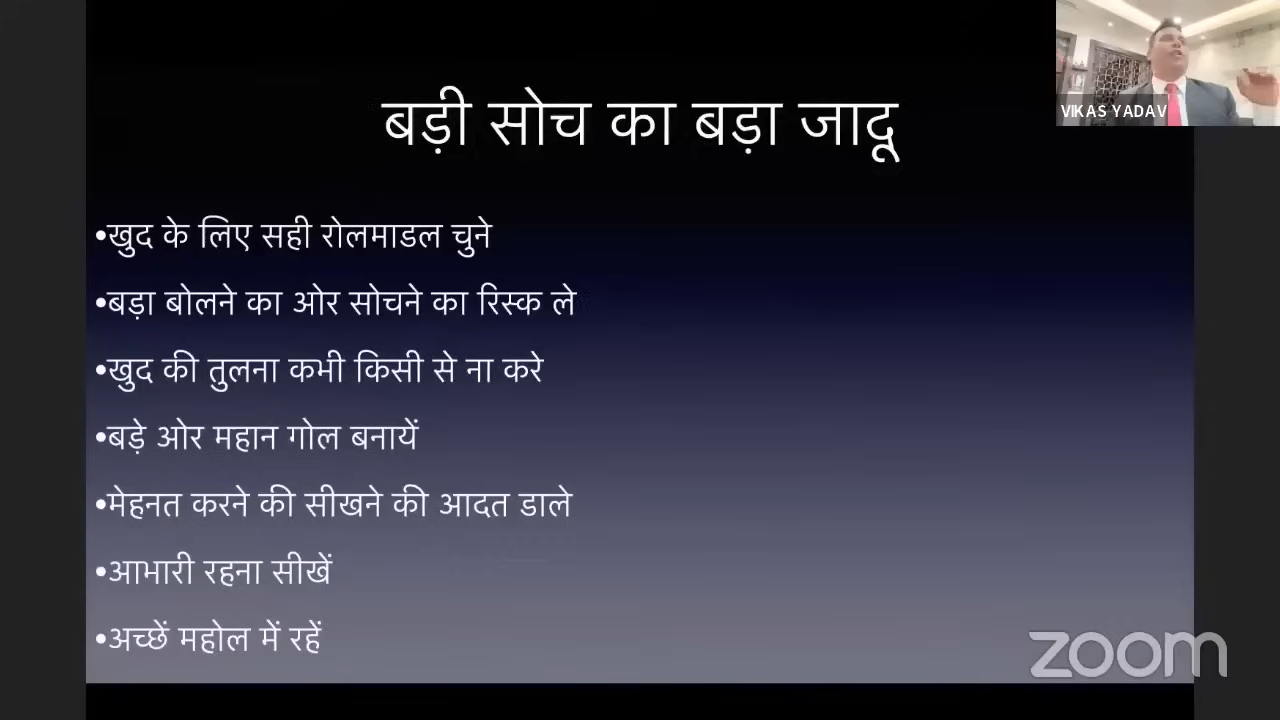 बड़ी सोच का बड़ा जादू
VIKAS YADAV
•खुद के लिए सही रोलमाडल चुने
•बड़ा बोलने का ओर सोचने का रिस्क ले
•खुद की तुलना कभी किसी से ना करे
•बड़े ओर महान गोल बनायें
•मेहनत करने की सीखने की आदत डाले
•आभारी रहना सीखें
•अच्छें महोल में रहें
zoom